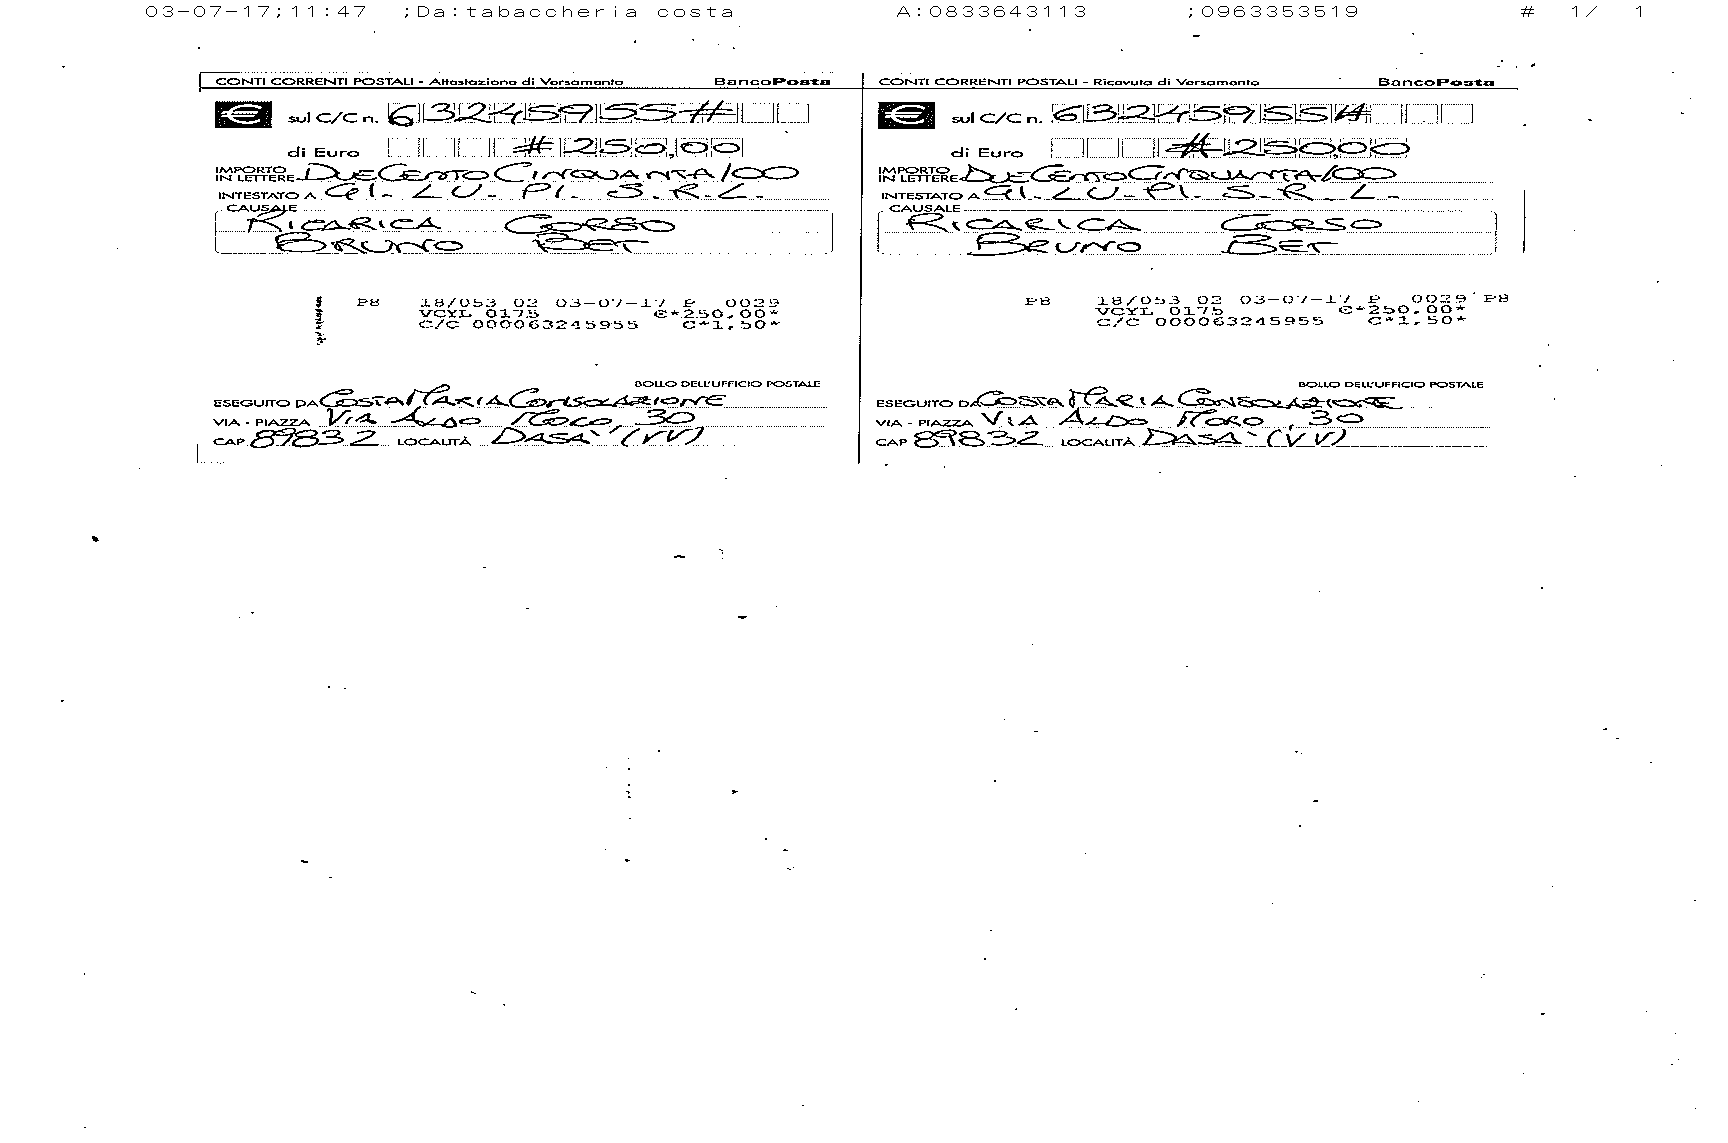 03-07-17;11:47 ;Da:tabaccheria costa A:0833643113 ;0963353519 # 1/ 1
CONTI CORRENTI POSTALI - Attestazione di Versamento BancoPosta
€ sul C/C n. 63245955#
di Euro #250,00
IMPORTO IN LETTERE DUECENTOCINQUANTA/00
INTESTATO A GI. LU. PI. S.R.L.
CAUSALE
RICARICA CORSO
BRUNO BET
P8 18/053 02 03-07-17 P 0029
VCYL 0175 €*250,00*
C/C 000063245955 C*1,50*
BOLLO DELL'UFFICIO POSTALE
ESEGUITO DA COSTA MARIA CONSOLAZIONE
VIA - PIAZZA VIA ALDO MORO, 30
CAP 89832 LOCALITÀ DASA' (VV)
CONTI CORRENTI POSTALI - Ricevuta di Versamento BancoPosta
€ sul C/C n. 63245955#
di Euro #250,00
IMPORTO IN LETTERE DUECENTOCINQUANTA/00
INTESTATO A GI. LU. PI. S.R.L.
CAUSALE
RICARICA CORSO
BRUNO BET
P8 18/053 02 03-07-17 P 0029 P8
VCYL 0175 €*250,00*
C/C 000063245955 C*1,50*
BOLLO DELL'UFFICIO POSTALE
ESEGUITO DA COSTA MARIA CONSOLAZIONE
VIA - PIAZZA VIA ALDO MORO, 30
CAP 89832 LOCALITÀ DASA' (VV)